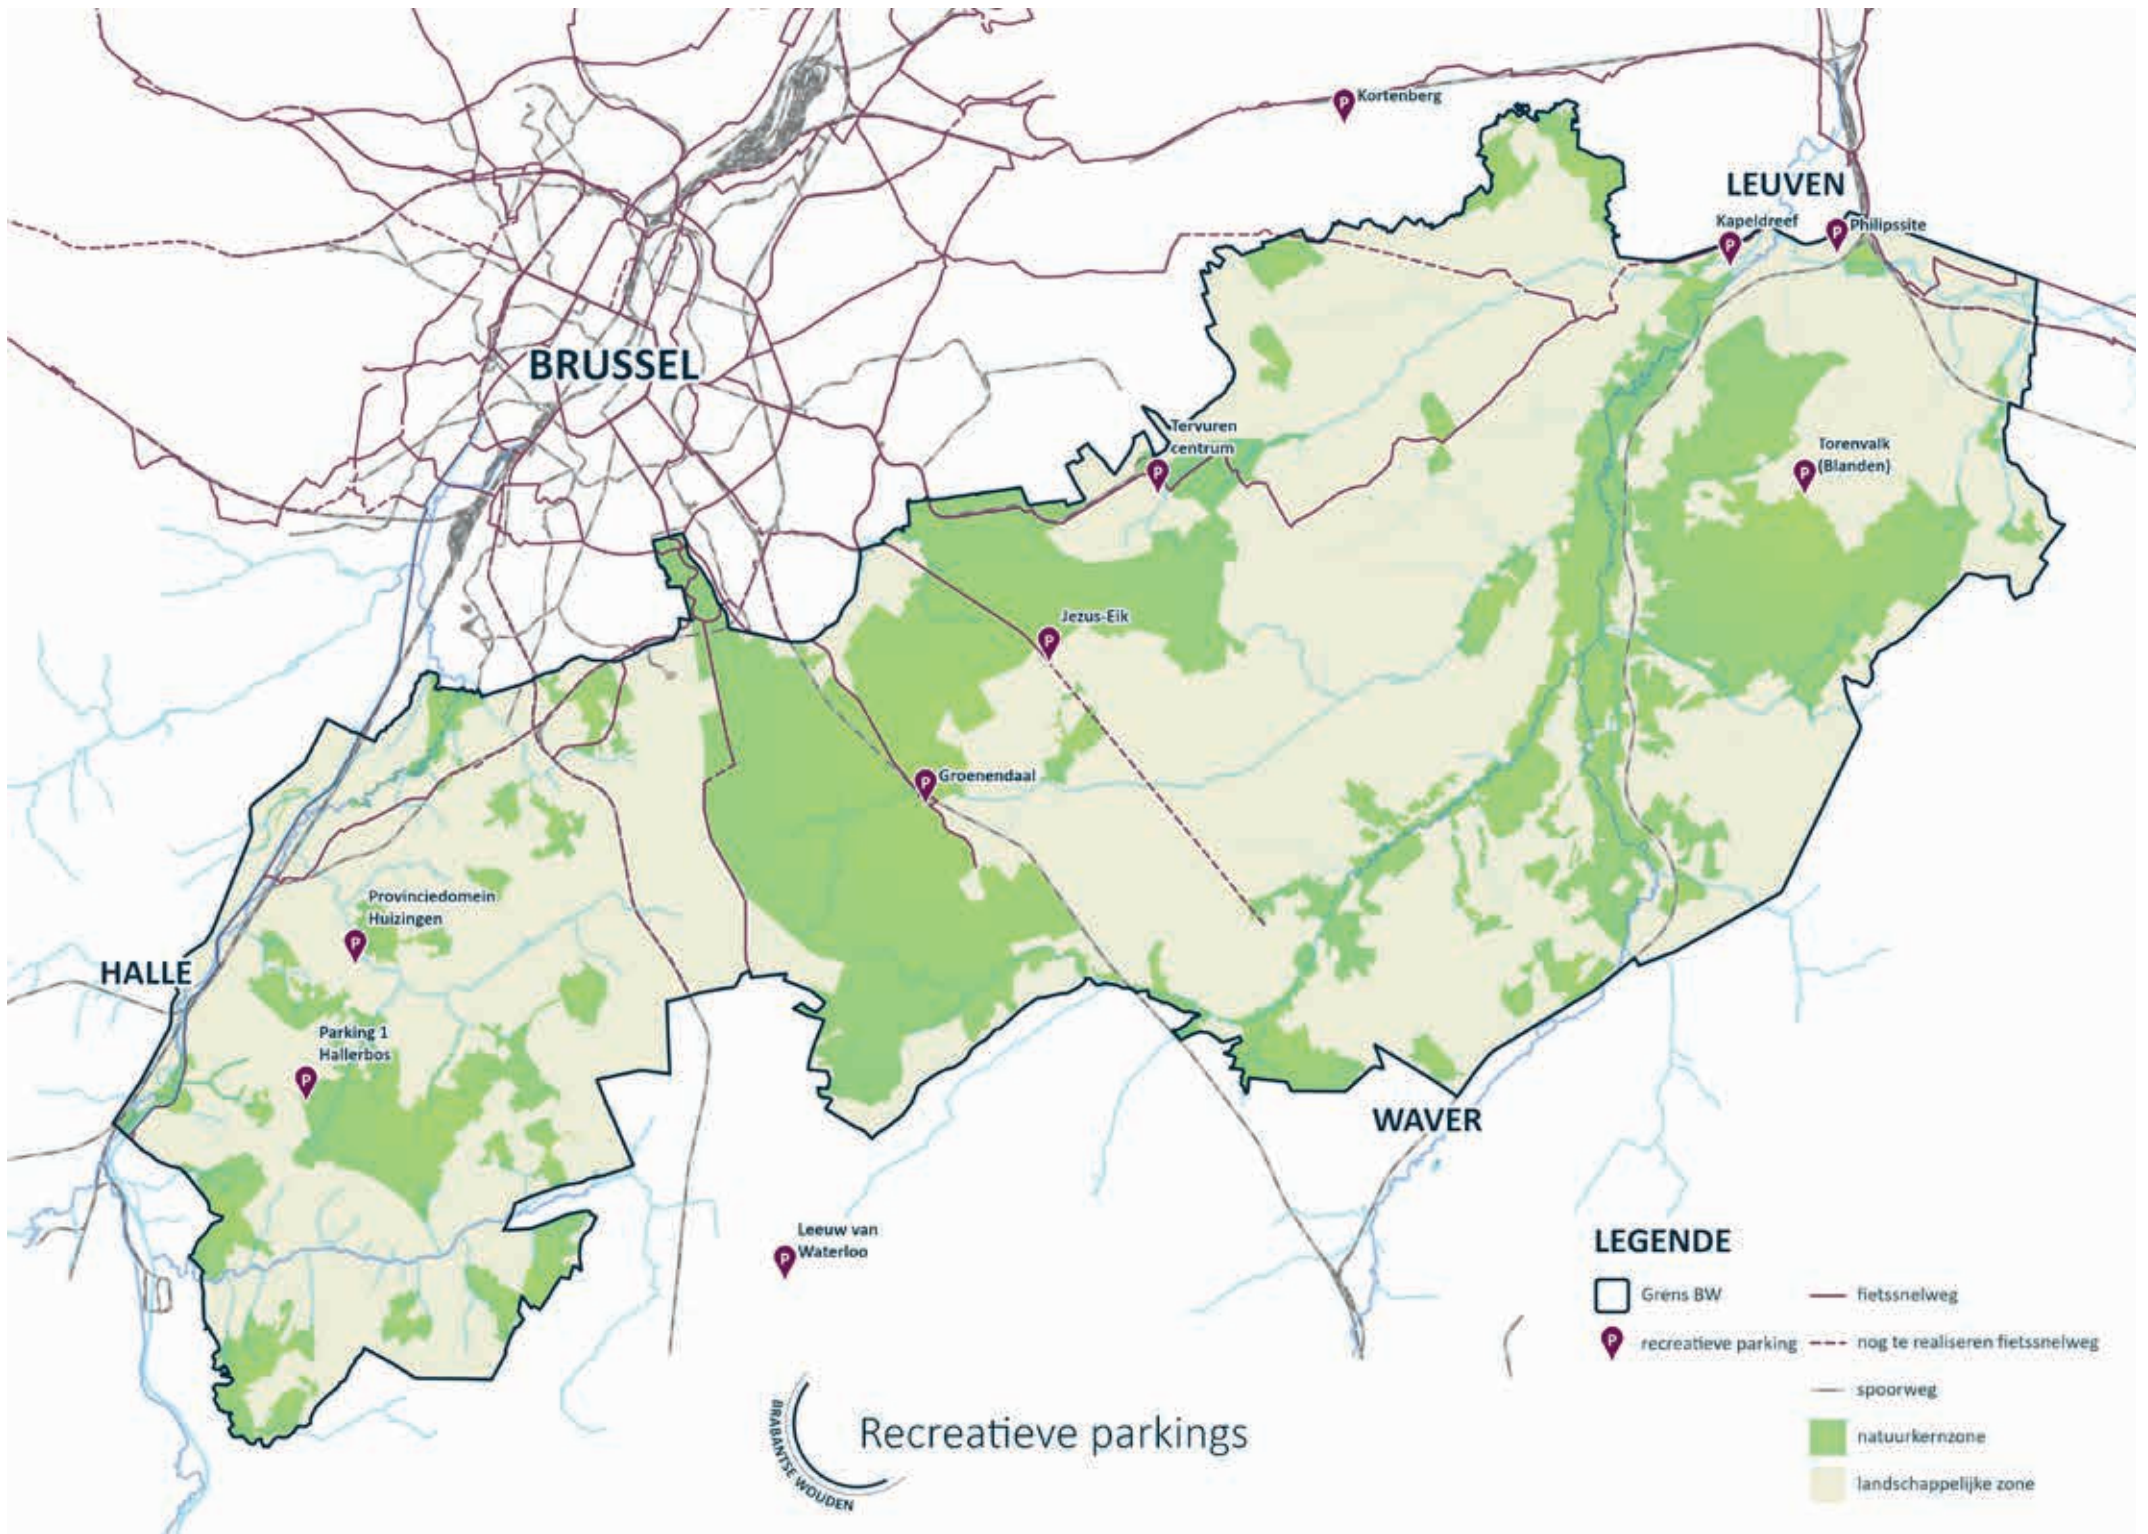 Kortenberg
LEUVEN
Kapeldreef
Philipssite
BRUSSEL
Tervuren
centrum
Torenvalk
(Blanden)
Jezus-Eik
Groenendaal
Provinciedomein
Huizingen
HALLE
Parking 1
Hallerbos
WAVER
Leeuw van
Waterloo
LEGENDE
Grens BW
fietssnelweg
recreatieve parking
nog te realiseren fietssnelweg
spoorweg
natuurkernzone
landschappelijke zone
BRABANTSE WOUDEN
Recreatieve parkings
P
P
P
P
P
P
P
P
P
P
P